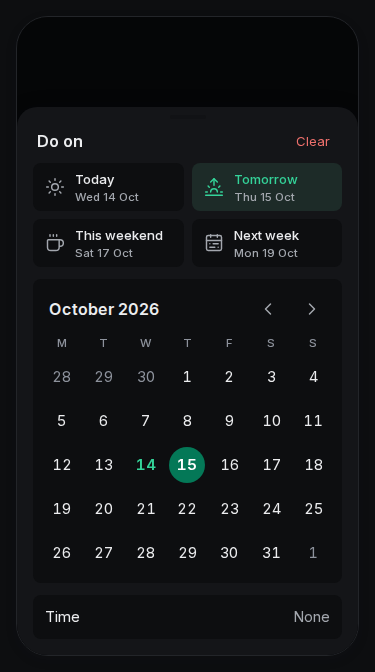 Do on Clear
Today Tomorrow
Wed 14 Oct Thu 15 Oct
This weekend Next week
Sat 17 Oct Mon 19 Oct
October 2026
M T W T F S S
28 29 30 1 2 3 4
5 6 7 8 9 10 11
12 13 14 15 16 17 18
19 20 21 22 23 24 25
26 27 28 29 30 31 1
Time None